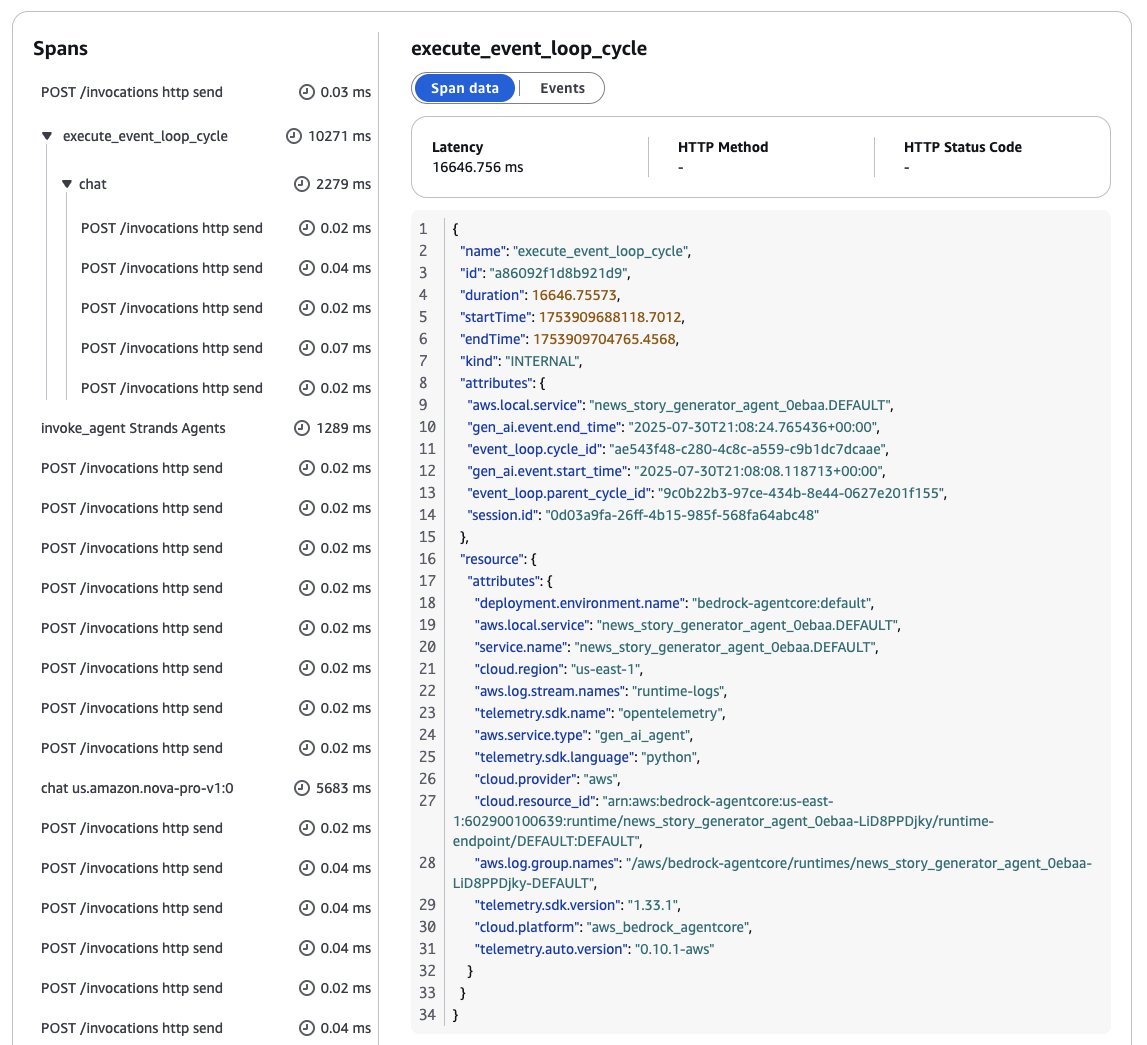 Spans
POST /invocations http send 0.03 ms
execute_event_loop_cycle 10271 ms
chat 2279 ms
POST /invocations http send 0.02 ms
POST /invocations http send 0.04 ms
POST /invocations http send 0.02 ms
POST /invocations http send 0.07 ms
POST /invocations http send 0.02 ms
invoke_agent Strands Agents 1289 ms
POST /invocations http send 0.02 ms
POST /invocations http send 0.02 ms
POST /invocations http send 0.02 ms
POST /invocations http send 0.02 ms
POST /invocations http send 0.02 ms
POST /invocations http send 0.02 ms
POST /invocations http send 0.02 ms
POST /invocations http send 0.02 ms
chat us.amazon.nova-pro-v1:0 5683 ms
POST /invocations http send 0.02 ms
POST /invocations http send 0.04 ms
POST /invocations http send 0.04 ms
POST /invocations http send 0.04 ms
POST /invocations http send 0.02 ms
POST /invocations http send 0.04 ms
execute_event_loop_cycle
Span data Events
Latency HTTP Method HTTP Status Code
16646.756 ms - -
1 {
2 "name": "execute_event_loop_cycle",
3 "id": "a86092f1d8b921d9",
4 "duration": 16646.75573,
5 "startTime": 1753909688118.7012,
6 "endTime": 1753909704765.4568,
7 "kind": "INTERNAL",
8 "attributes": {
9 "aws.local.service": "news_story_generator_agent_0ebaa.DEFAULT",
10 "gen_ai.event.end_time": "2025-07-30T21:08:24.765436+00:00",
11 "event_loop.cycle_id": "ae543f48-c280-4c8c-a559-c9b1dc7dcaae",
12 "gen_ai.event.start_time": "2025-07-30T21:08:08.118713+00:00",
13 "event_loop.parent_cycle_id": "9c0b22b3-97ce-434b-8e44-0627e201f155",
14 "session.id": "0d03a9fa-26ff-4b15-985f-568fa64abc48"
15 },
16 "resource": {
17 "attributes": {
18 "deployment.environment.name": "bedrock-agentcore:default",
19 "aws.local.service": "news_story_generator_agent_0ebaa.DEFAULT",
20 "service.name": "news_story_generator_agent_0ebaa.DEFAULT",
21 "cloud.region": "us-east-1",
22 "aws.log.stream.names": "runtime-logs",
23 "telemetry.sdk.name": "opentelemetry",
24 "aws.service.type": "gen_ai_agent",
25 "telemetry.sdk.language": "python",
26 "cloud.provider": "aws",
27 "cloud.resource_id": "arn:aws:bedrock-agentcore:us-east-
1:602900100639:runtime/news_story_generator_agent_0ebaa-LiD8PPDjky/runtime-
endpoint/DEFAULT:DEFAULT",
28 "aws.log.group.names": "/aws/bedrock-agentcore/runtimes/news_story_generator_agent_0ebaa-
LiD8PPDjky-DEFAULT",
29 "telemetry.sdk.version": "1.33.1",
30 "cloud.platform": "aws_bedrock_agentcore",
31 "telemetry.auto.version": "0.10.1-aws"
32 }
33 }
34 }